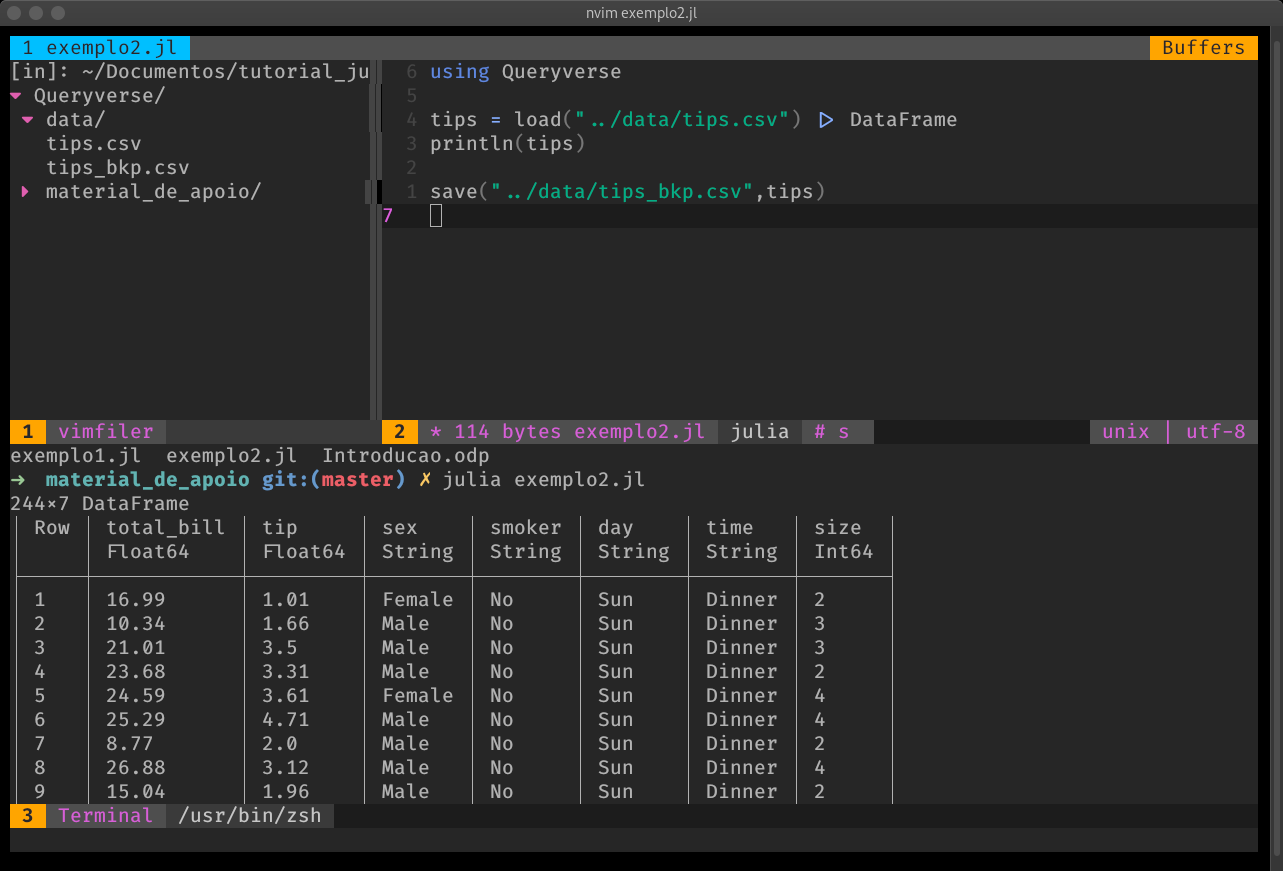 nvim exemplo2.jl
1 exemplo2.jl
Buffers
[in]: ~/Documentos/tutorial_ju
Queryverse/
data/
tips.csv
tips_bkp.csv
material_de_apoio/
6 using Queryverse
5
4 tips = load("../data/tips.csv") ▷ DataFrame
3 println(tips)
2
1 save("../data/tips_bkp.csv",tips)
7
1 vimfiler
2 * 114 bytes exemplo2.jl julia # s
unix | utf-8
exemplo1.jl exemplo2.jl Introducao.odp
→ material_de_apoio git:(master) ✗ julia exemplo2.jl
244×7 DataFrame
Row total_bill tip sex smoker day time size
Float64 Float64 String String String String Int64
1 16.99 1.01 Female No Sun Dinner 2
2 10.34 1.66 Male No Sun Dinner 3
3 21.01 3.5 Male No Sun Dinner 3
4 23.68 3.31 Male No Sun Dinner 2
5 24.59 3.61 Female No Sun Dinner 4
6 25.29 4.71 Male No Sun Dinner 4
7 8.77 2.0 Male No Sun Dinner 2
8 26.88 3.12 Male No Sun Dinner 4
9 15.04 1.96 Male No Sun Dinner 2
3 Terminal /usr/bin/zsh